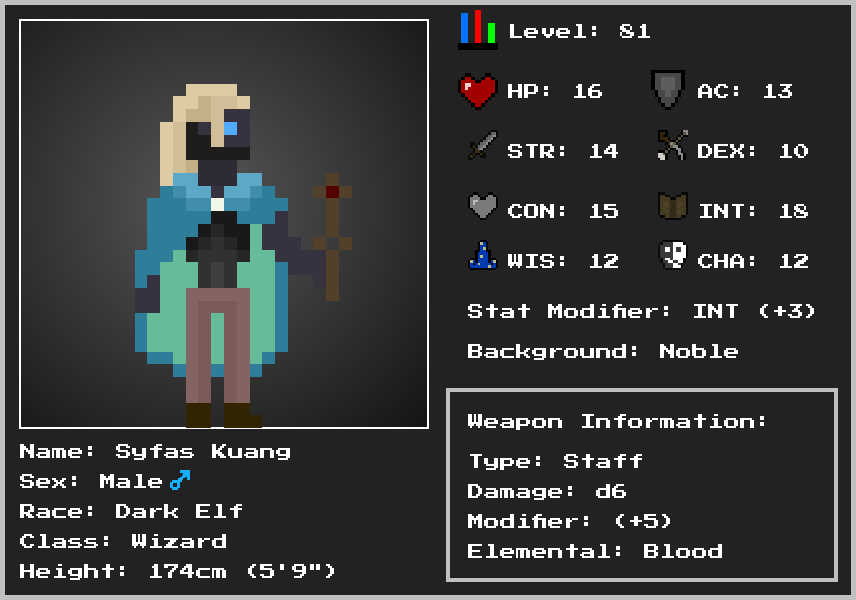 Level: 81
HP: 16
AC: 13
STR: 14
DEX: 10
CON: 15
INT: 18
WIS: 12
CHA: 12
Stat Modifier: INT (+3)
Background: Noble
Weapon Information:
Type: Staff
Damage: d6
Modifier: (+5)
Elemental: Blood
Name: Syfas Kuang
Sex: Male♂
Race: Dark Elf
Class: Wizard
Height: 174cm (5'9")